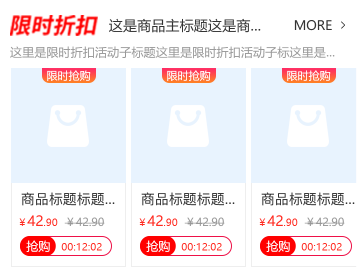 限时折扣 这是商品主标题这是商... MORE >
这里是限时折扣活动子标题这里是限时折扣活动子标这里是...
限时抢购 限时抢购 限时抢购
商品标题标题... 商品标题标题... 商品标题标题...
¥42.90 ¥42.90 ¥42.90 ¥42.90 ¥42.90 ¥42.90
抢购 00:12:02 抢购 00:12:02 抢购 00:12:02